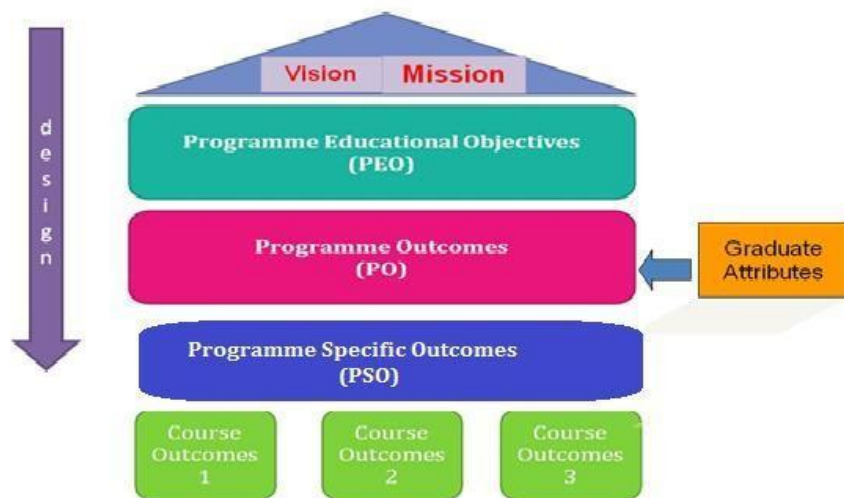 Vision Mission
design
Programme Educational Objectives
(PEO)
Programme Outcomes
(PO)
Graduate
Attributes
Programme Specific Outcomes
(PSO)
Course
Outcomes
1
Course
Outcomes
2
Course
Outcomes
3